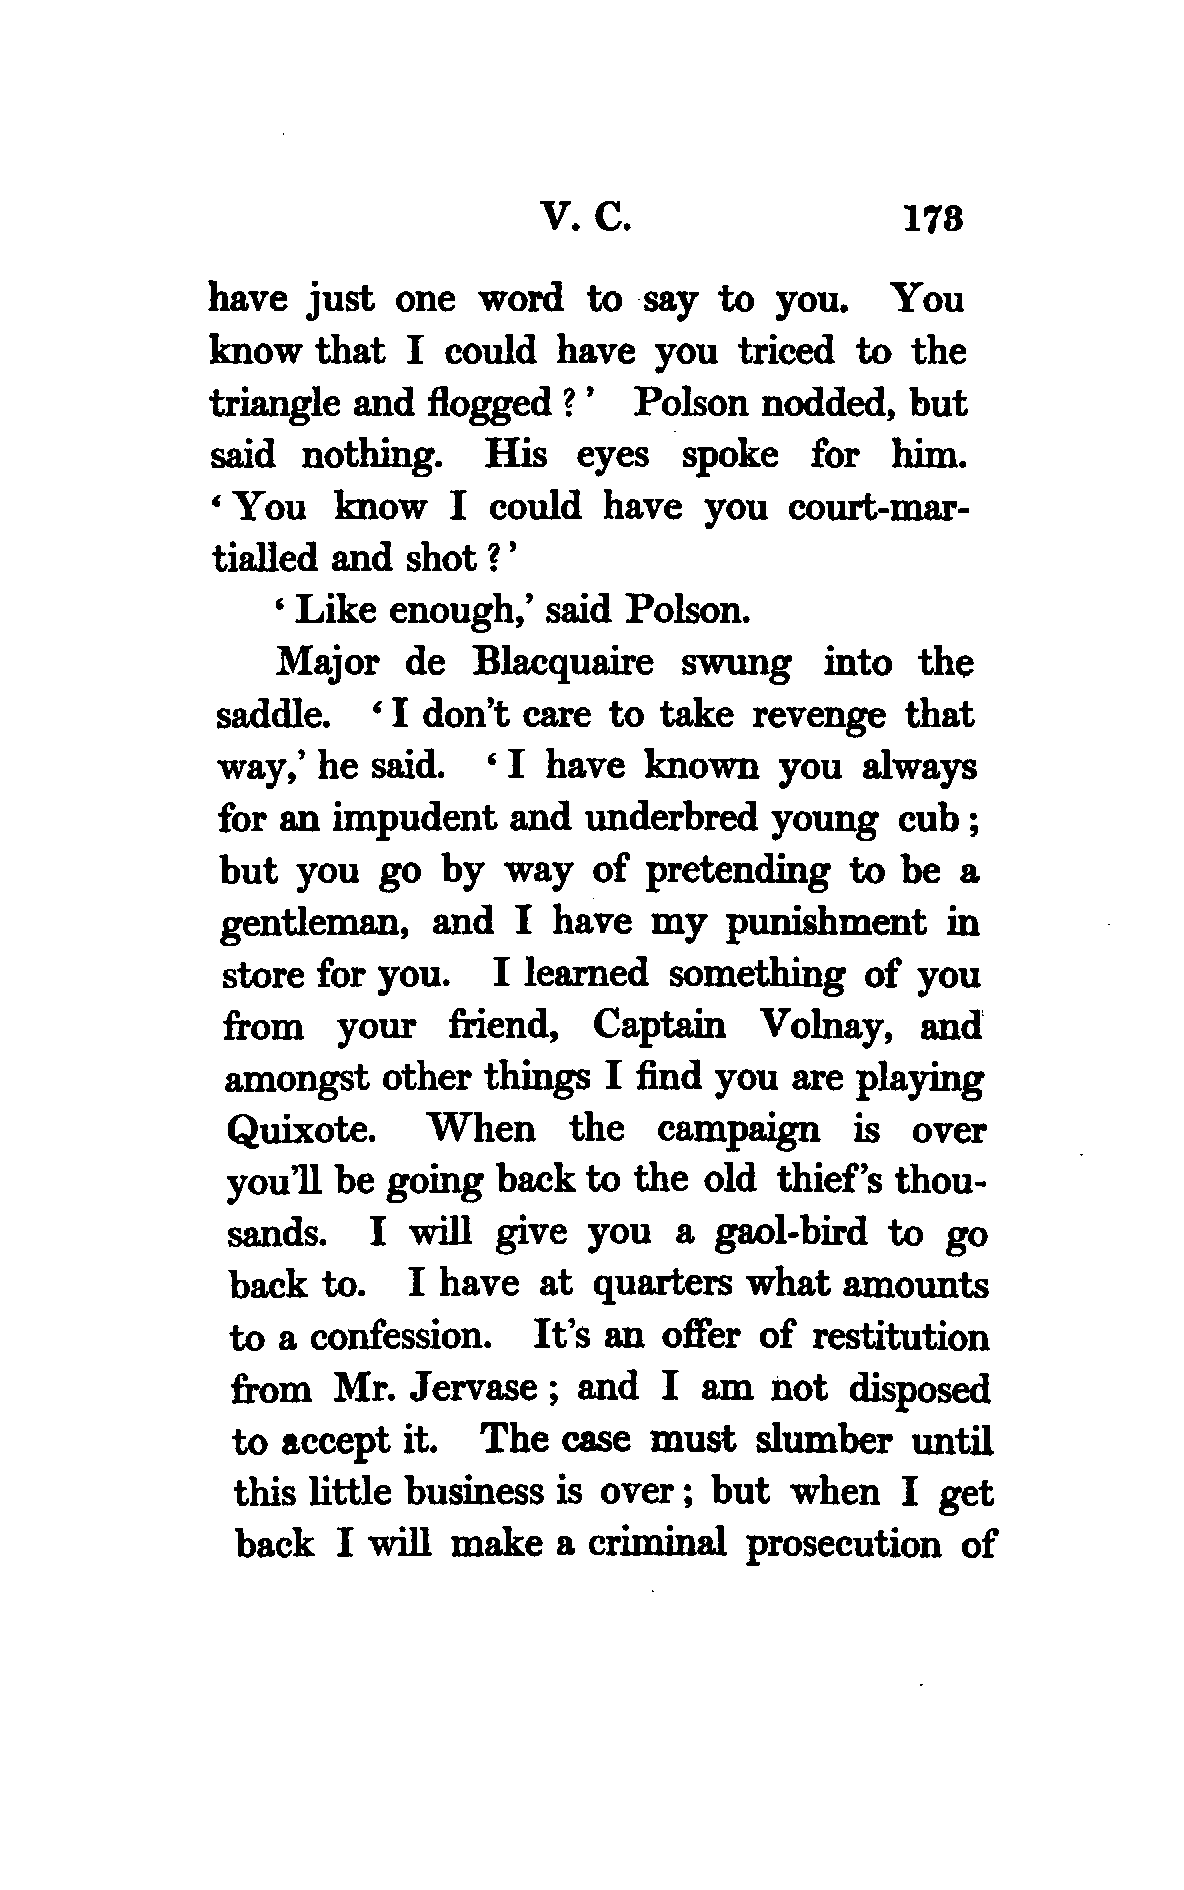 V. C. 173
have just one word to say to you. You
know that I could have you triced to the
triangle and flogged ? ’ Polson nodded, but
said nothing. His eyes spoke for him.
‘ You know I could have you court-mar-
tialled and shot ? ’
‘ Like enough,’ said Polson.
Major de Blacquaire swung into the
saddle. ‘ I don’t care to take revenge that
way,’ he said. ‘ I have known you always
for an impudent and underbred young cub ;
but you go by way of pretending to be a
gentleman, and I have my punishment in
store for you. I learned something of you
from your friend, Captain Volnay, and
amongst other things I find you are playing
Quixote. When the campaign is over
you’ll be going back to the old thief’s thou-
sands. I will give you a gaol-bird to go
back to. I have at quarters what amounts
to a confession. It’s an offer of restitution
from Mr. Jervase ; and I am not disposed
to accept it. The case must slumber until
this little business is over ; but when I get
back I will make a criminal prosecution of